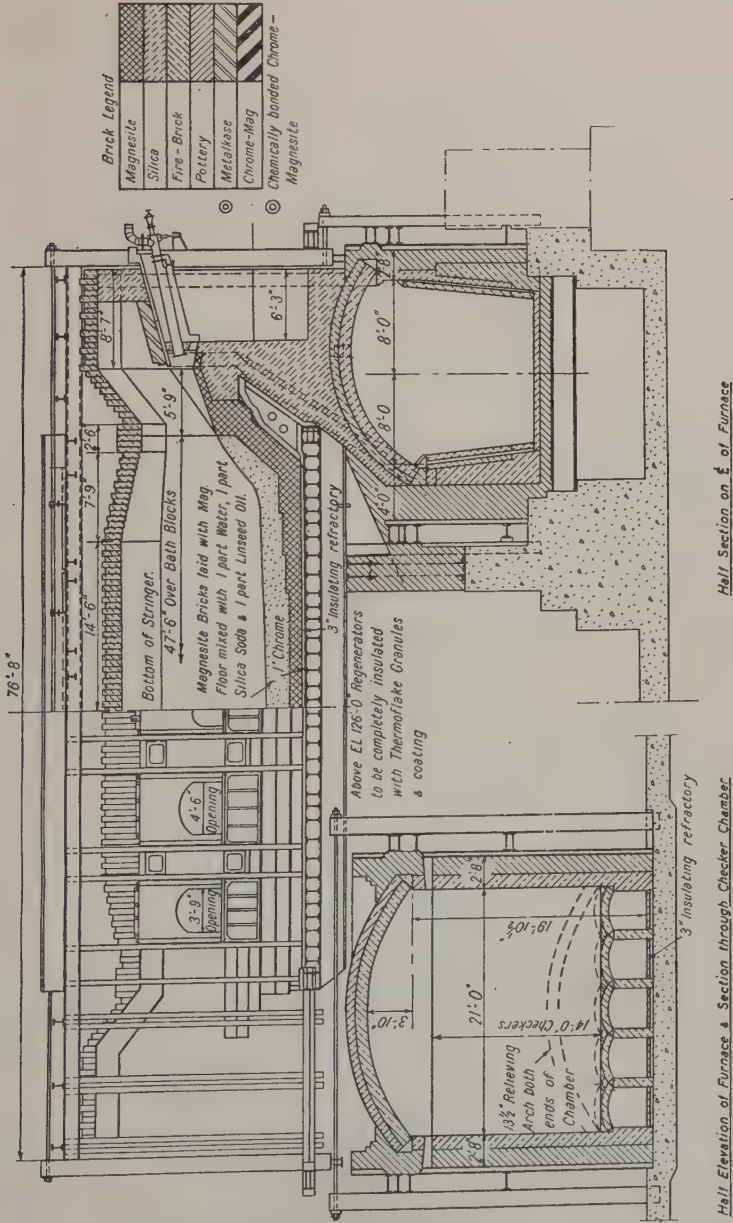 Brick Legend
Magnesite
Silica
Fire-Brick
Pottery
Metalkase
Chrome-Mag
Chemically bonded Chrome-
Magnesite
76'-8"
14'-6"
7'-9"
2'-6"
8'-7"
5'-9"
6'-3"
Bottom of Stringer.
47'-6" Over Bath Blocks
Magnesite Bricks laid with Mag.
Floor mixed with 1 part Water, 1 part
Silica Soda & 1 part Linseed Oil.
1" Chrome
3" Insulating refractory
4'-6"
Opening
3'-9"
Opening
Above EL 126'-0" Regenerators
to be completely insulated
with Thermoflake Granules
& coating
4'-0"
8'-0
8'-0"
2'-8"
3'-10"
21'-0"
19'-10½"
14'-0" Checkers
2'-8"
2'-8"
13½" Relieving
Arch both
ends of
Chamber
3" Insulating refractory
Half Elevation of Furnace & Section through Checker Chamber
Half Section on ₵ of Furnace